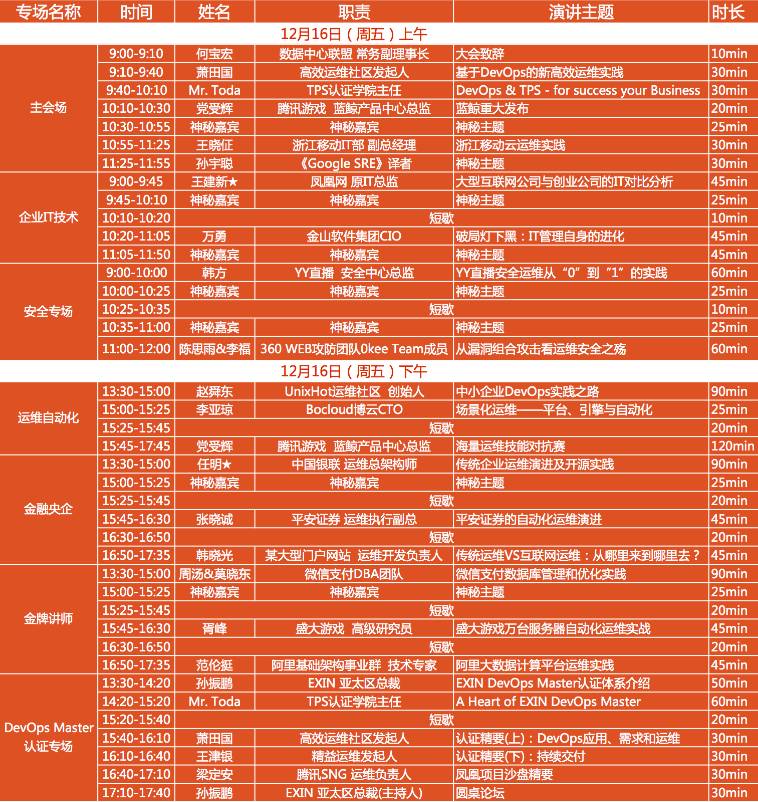 专场名称 时间 姓名 职责 演讲主题 时长
12月16日（周五）上午
主会场
9:00-9:10 何宝宏 数据中心联盟 常务副理事长 大会致辞 10min
9:10-9:40 萧田国 高效运维社区发起人 基于DevOps的新高效运维实践 30min
9:40-10:10 Mr. Toda TPS认证学院主任 DevOps & TPS - for success your Business 30min
10:10-10:30 党受辉 腾讯游戏 蓝鲸产品中心总监 蓝鲸重大发布 20min
10:30-10:55 神秘嘉宾 神秘嘉宾 神秘主题 25min
10:55-11:25 王晓征 浙江移动IT部 副总经理 浙江移动云运维实践 30min
11:25-11:55 孙宇聪 《Google SRE》译者 神秘主题 30min
企业IT技术
9:00-9:45 王建新★ 凤凰网 原IT总监 大型互联网公司与创业公司的IT对比分析 45min
9:45-10:10 神秘嘉宾 神秘嘉宾 神秘主题 25min
10:10-10:20 短歇 10min
10:20-11:05 万勇 金山软件集团CIO 破局灯下黑：IT管理自身的进化 45min
11:05-11:50 神秘嘉宾 神秘嘉宾 神秘主题 45min
安全专场
9:00-10:00 韩方 YY直播 安全中心总监 YY直播安全运维从“0”到“1”的实践 60min
10:00-10:25 神秘嘉宾 神秘嘉宾 神秘主题 25min
10:25-10:35 短歇 10min
10:35-11:00 神秘嘉宾 神秘嘉宾 神秘主题 25min
11:00-12:00 陈思雨&李福 360 WEB攻防团队0kee Team成员 从漏洞组合攻击看运维安全之殇 60min
12月16日（周五）下午
运维自动化
13:30-15:00 赵舜东 UnixHot运维社区 创始人 中小企业DevOps实践之路 90min
15:00-15:25 李亚琼 Bocloud博云CTO 场景化运维——平台、引擎与自动化 25min
15:25-15:45 短歇 20min
15:45-17:45 党受辉 腾讯游戏 蓝鲸产品中心总监 海量运维技能对抗赛 120min
金融央企
13:30-15:00 任明★ 中国银联 运维总架构师 传统企业运维演进及开源实践 90min
15:00-15:25 神秘嘉宾 神秘嘉宾 神秘主题 25min
15:25-15:45 短歇 20min
15:45-16:30 张晓诚 平安证券 运维执行副总 平安证券的自动化运维演进 45min
16:30-16:50 短歇 20min
16:50-17:35 韩晓光 某大型门户网站 运维开发负责人 传统运维VS互联网运维：从哪里来到哪里去？ 45min
金牌讲师
13:30-15:00 周汤&莫晓东 微信支付DBA团队 微信支付数据库管理和优化实践 90min
15:00-15:25 神秘嘉宾 神秘嘉宾 神秘主题 25min
15:25-15:45 短歇 20min
15:45-16:30 胥峰 盛大游戏 高级研究员 盛大游戏万台服务器自动化运维实战 45min
16:30-16:50 短歇 20min
16:50-17:35 范伦挺 阿里基础架构事业群 技术专家 阿里大数据计算平台运维实践 45min
DevOps Master
认证专场
13:30-14:20 孙振鹏 EXIN 亚太区总裁 EXIN DevOps Master认证体系介绍 50min
14:20-15:20 Mr. Toda TPS认证学院主任 A Heart of EXIN DevOps Master 60min
15:20-15:40 短歇 20min
15:40-16:10 萧田国 高效运维社区发起人 认证精要(上)：DevOps应用、需求和运维 30min
16:10-16:40 王津银 精益运维发起人 认证精要(下)：持续交付 30min
16:40-17:10 梁定安 腾讯SNG 运维负责人 凤凰项目沙盘精要 30min
17:10-17:40 孙振鹏 EXIN 亚太区总裁(主持人) 圆桌论坛 30min